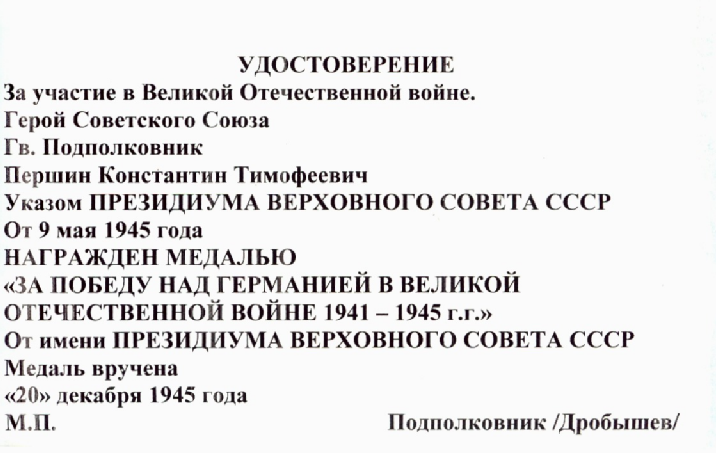 УДОСТОВЕРЕНИЕ
За участие в Великой Отечественной войне.
Герой Советского Союза
Гв. Подполковник
Першин Константин Тимофеевич
Указом ПРЕЗИДИУМА ВЕРХОВНОГО СОВЕТА СССР
От 9 мая 1945 года
НАГРАЖДЕН МЕДАЛЬЮ
«ЗА ПОБЕДУ НАД ГЕРМАНИЕЙ В ВЕЛИКОЙ
ОТЕЧЕСТВЕННОЙ ВОЙНЕ 1941 – 1945 г.г.»
От имени ПРЕЗИДИУМА ВЕРХОВНОГО СОВЕТА СССР
Медаль вручена
«20» декабря 1945 года
М.П. Подполковник /Дробышев/